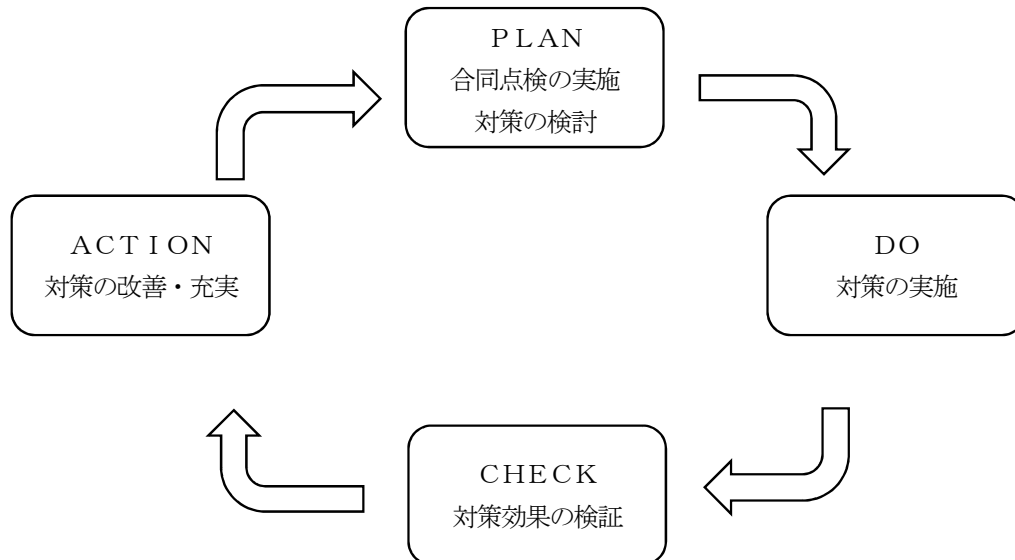 ＰＬＡＮ
合同点検の実施
対策の検討
ＤＯ
対策の実施
ＣＨＥＣＫ
対策効果の検証
ＡＣＴＩＯＮ
対策の改善・充実